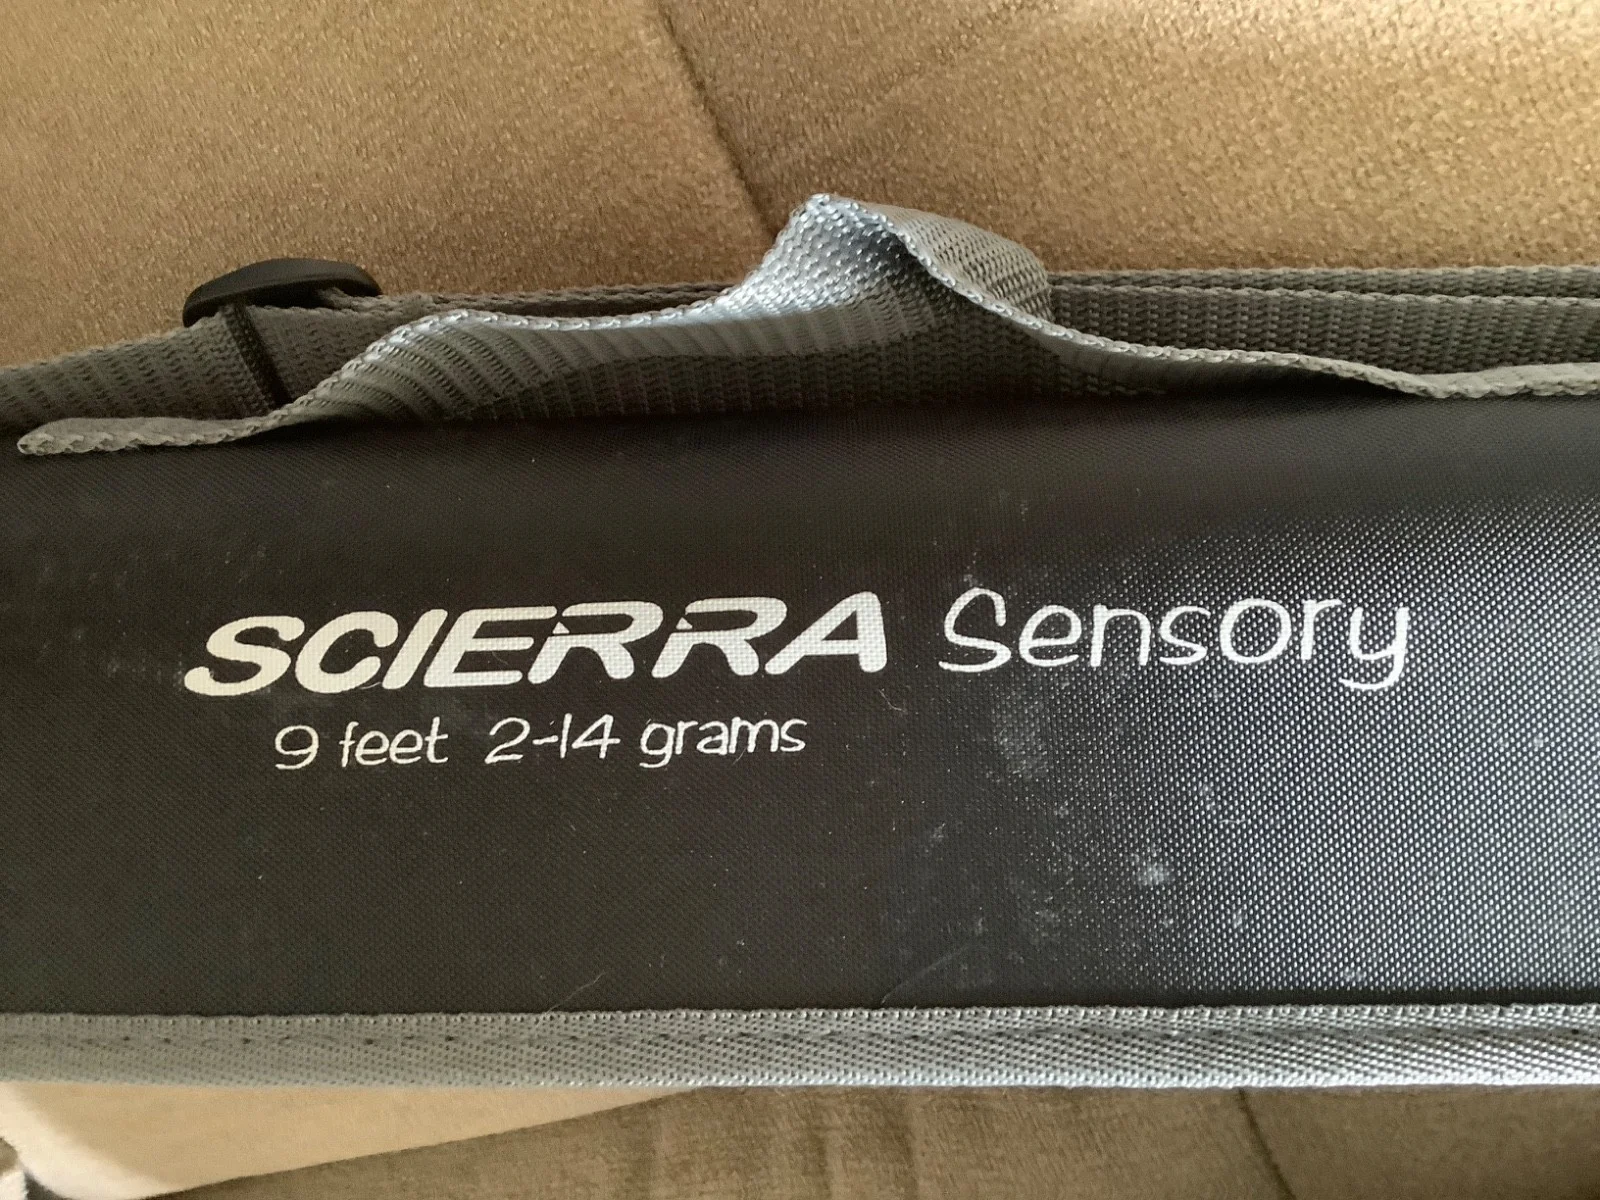 SCIERRA Sensory
9 feet 2-14 grams